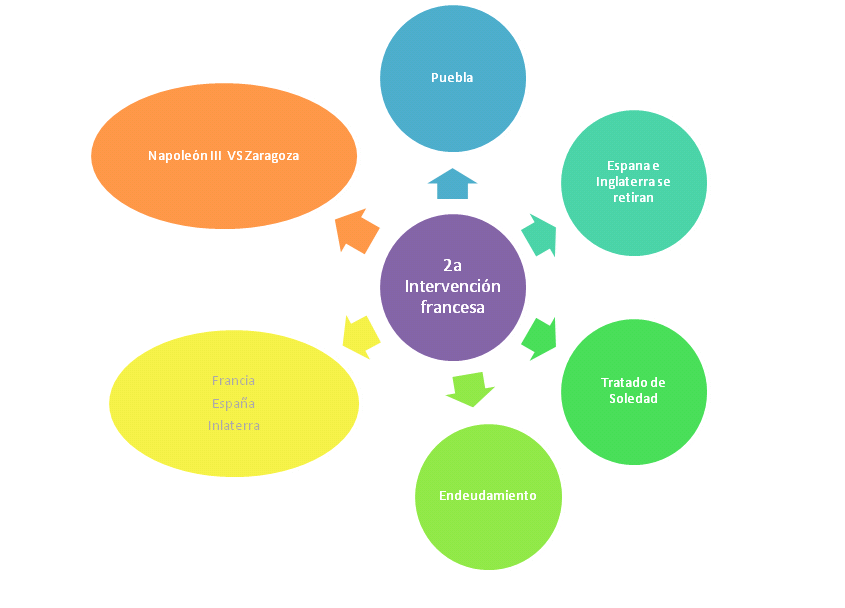 Puebla
Napoleón III VS Zaragoza
Espana e
Inglaterra se
retiran
2a
Intervención
francesa
Francia
España
Inlaterra
Tratado de
Soledad
Endeudamiento